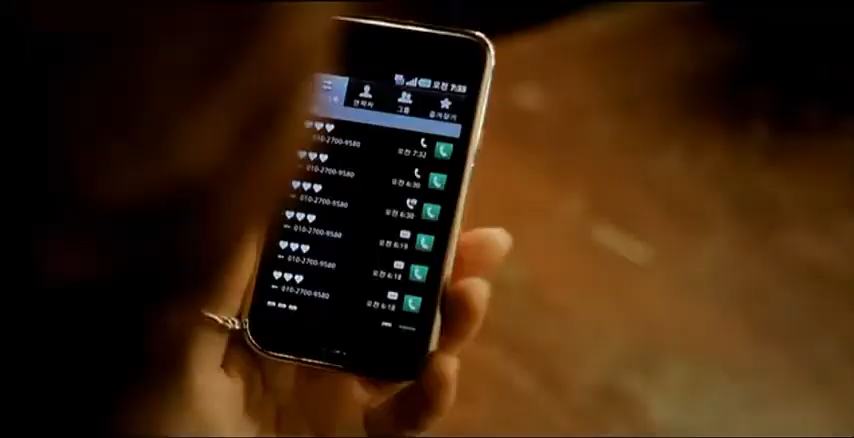 오전 7:33
연락처 그룹 즐겨찾기
♥♥♥
010-2700-9580 오전 7:32
♥♥♥
010-2700-9580 오전 6:30
♥♥♥
010-2700-9580 오전 6:30
♥♥♥
010-2700-9580 오전 6:19
♥♥♥
010-2700-9580 오전 6:18
♥♥♥
010-2700-9580 오전 6:18